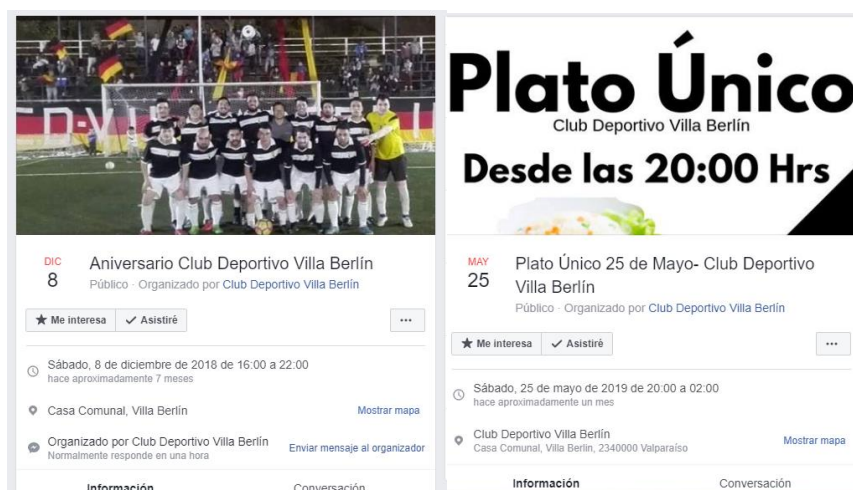 DIC
8
Aniversario Club Deportivo Villa Berlín
Público · Organizado por Club Deportivo Villa Berlín
Me interesa
Asistiré
Sábado, 8 de diciembre de 2018 de 16:00 a 22:00
hace aproximadamente 7 meses
Casa Comunal, Villa Berlín
Mostrar mapa
Organizado por Club Deportivo Villa Berlín
Normalmente responde en una hora
Enviar mensaje al organizador
Información
Conversación
Plato Único
Club Deportivo Villa Berlín
Desde las 20:00 Hrs
MAY
25
Plato Único 25 de Mayo- Club Deportivo
Villa Berlín
Público · Organizado por Club Deportivo Villa Berlín
Me interesa
Asistiré
Sábado, 25 de mayo de 2019 de 20:00 a 02:00
hace aproximadamente un mes
Club Deportivo Villa Berlín
Casa Comunal, Villa Berlin, 2340000 Valparaíso
Mostrar mapa
Información
Conversación